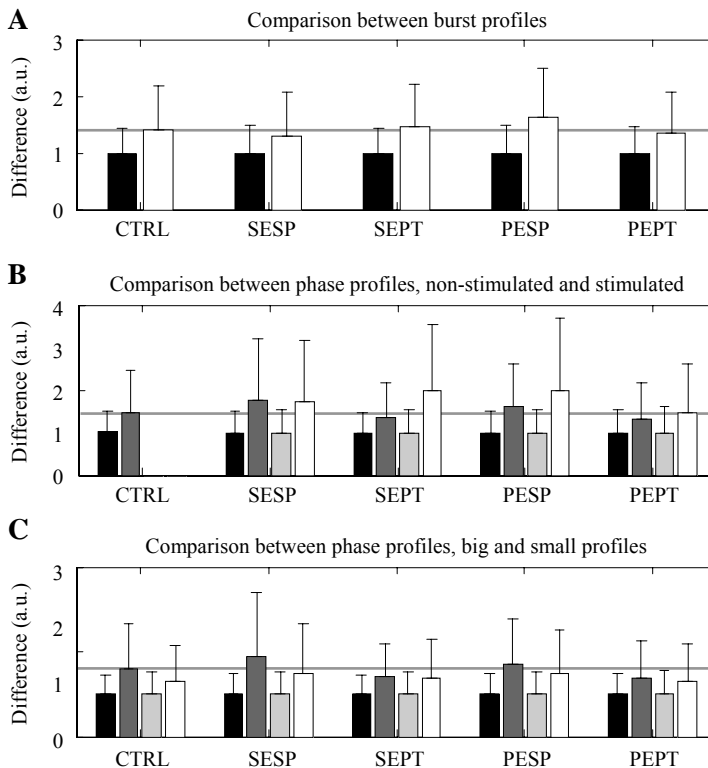 A
Comparison between burst profiles
Difference (a.u.)
3
2
1
0
CTRL SESP SEPT PESP PEPT
B
Comparison between phase profiles, non-stimulated and stimulated
Difference (a.u.)
4
3
2
1
0
CTRL SESP SEPT PESP PEPT
C
Comparison between phase profiles, big and small profiles
Difference (a.u.)
3
2
1
0
CTRL SESP SEPT PESP PEPT